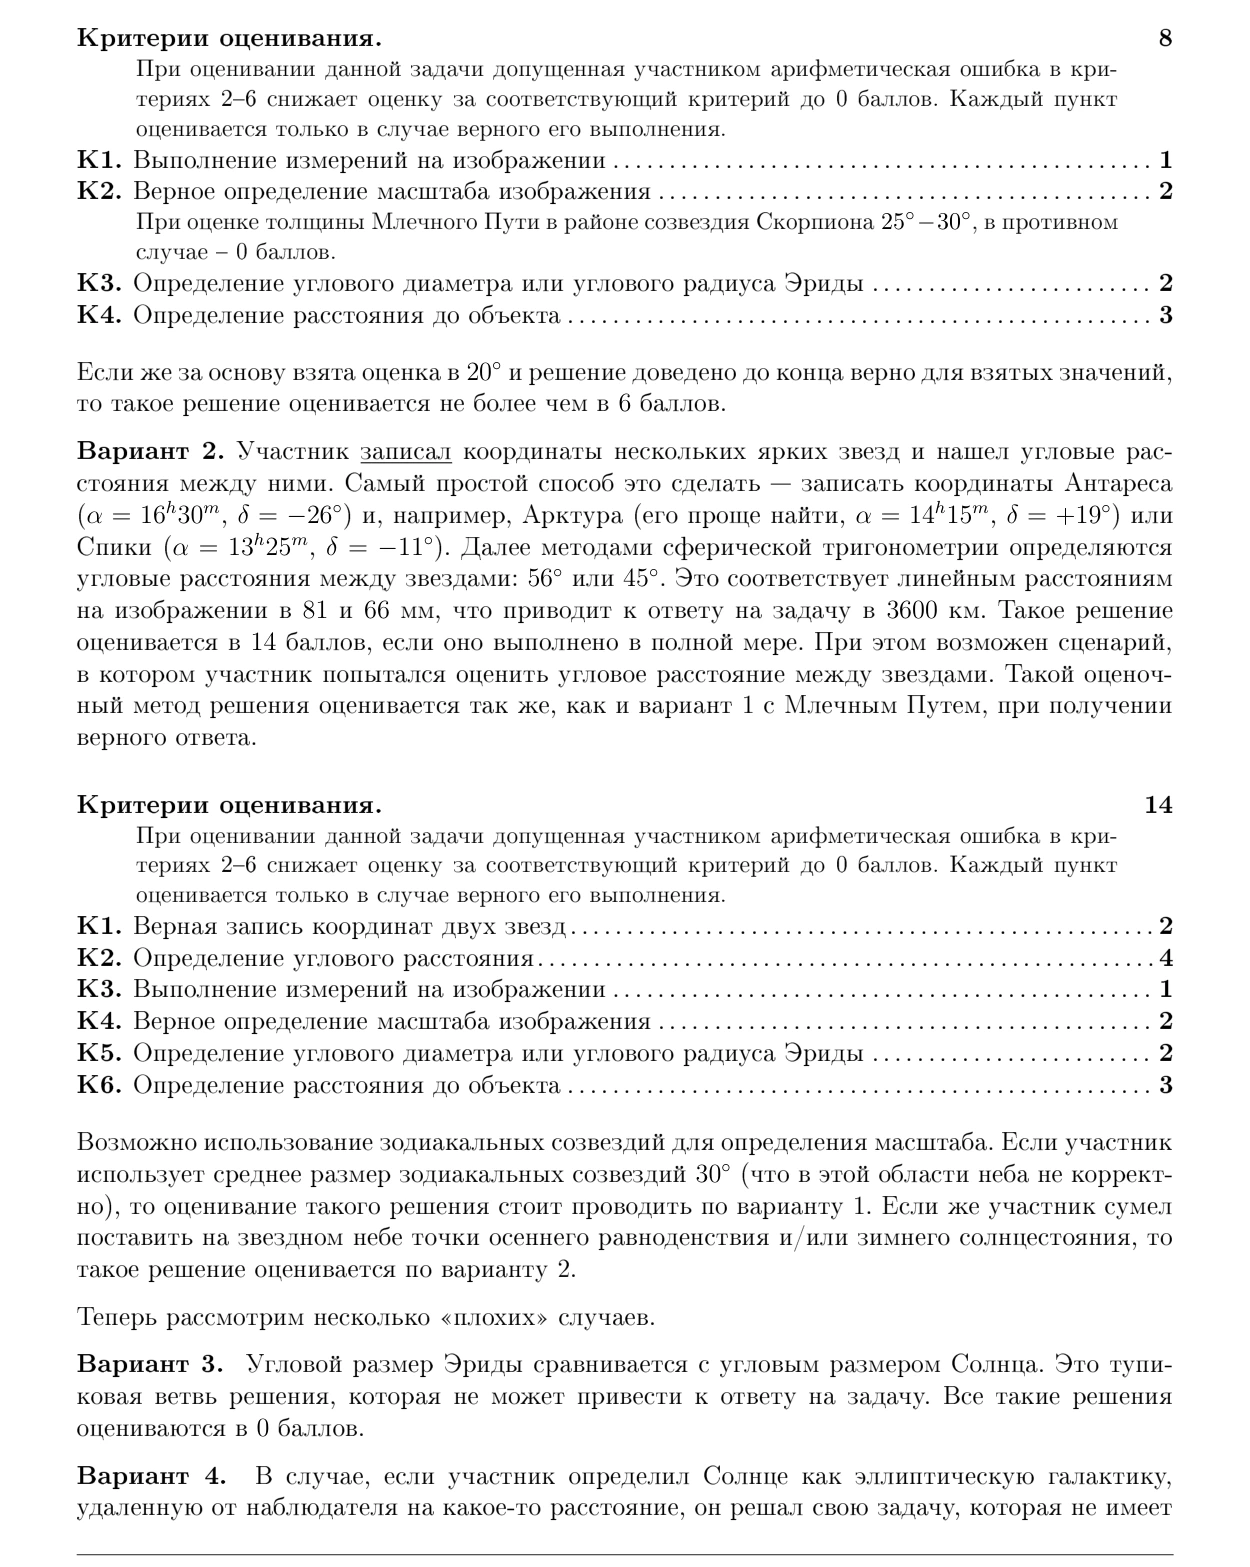 Критерии оценивания. 8
При оценивании данной задачи допущенная участником арифметическая ошибка в кри-
териях 2–6 снижает оценку за соответствующий критерий до 0 баллов. Каждый пункт
оценивается только в случае верного его выполнения.
K1. Выполнение измерений на изображении . . . . . . . . . . . . . . . . . . . . . . . . . . . . . . . . . . . . . . . . . . . . . . . . 1
K2. Верное определение масштаба изображения . . . . . . . . . . . . . . . . . . . . . . . . . . . . . . . . . . . . . . . . . . . . 2
При оценке толщины Млечного Пути в районе созвездия Скорпиона 25°−30°, в противном
случае – 0 баллов.
K3. Определение углового диаметра или углового радиуса Эриды . . . . . . . . . . . . . . . . . . . . . . . . . 2
K4. Определение расстояния до объекта . . . . . . . . . . . . . . . . . . . . . . . . . . . . . . . . . . . . . . . . . . . . . . . . . . . . 3
Если же за основу взята оценка в 20° и решение доведено до конца верно для взятых значений,
то такое решение оценивается не более чем в 6 баллов.
Вариант 2. Участник записал координаты нескольких ярких звезд и нашел угловые рас-
стояния между ними. Самый простой способ это сделать — записать координаты Антареса
(α = 16ʰ30ᵐ, δ = −26°) и, например, Арктура (его проще найти, α = 14ʰ15ᵐ, δ = +19°) или
Спики (α = 13ʰ25ᵐ, δ = −11°). Далее методами сферической тригонометрии определяются
угловые расстояния между звездами: 56° или 45°. Это соответствует линейным расстояниям
на изображении в 81 и 66 мм, что приводит к ответу на задачу в 3600 км. Такое решение
оценивается в 14 баллов, если оно выполнено в полной мере. При этом возможен сценарий,
в котором участник попытался оценить угловое расстояние между звездами. Такой оценоч-
ный метод решения оценивается так же, как и вариант 1 с Млечным Путем, при получении
верного ответа.
Критерии оценивания. 14
При оценивании данной задачи допущенная участником арифметическая ошибка в кри-
териях 2–6 снижает оценку за соответствующий критерий до 0 баллов. Каждый пункт
оценивается только в случае верного его выполнения.
K1. Верная запись координат двух звезд . . . . . . . . . . . . . . . . . . . . . . . . . . . . . . . . . . . . . . . . . . . . . . . . . . . . 2
K2. Определение углового расстояния . . . . . . . . . . . . . . . . . . . . . . . . . . . . . . . . . . . . . . . . . . . . . . . . . . . . . . . 4
K3. Выполнение измерений на изображении . . . . . . . . . . . . . . . . . . . . . . . . . . . . . . . . . . . . . . . . . . . . . . . . 1
K4. Верное определение масштаба изображения . . . . . . . . . . . . . . . . . . . . . . . . . . . . . . . . . . . . . . . . . . . . 2
K5. Определение углового диаметра или углового радиуса Эриды . . . . . . . . . . . . . . . . . . . . . . . . . 2
K6. Определение расстояния до объекта . . . . . . . . . . . . . . . . . . . . . . . . . . . . . . . . . . . . . . . . . . . . . . . . . . . . 3
Возможно использование зодиакальных созвездий для определения масштаба. Если участник
использует среднее размер зодиакальных созвездий 30° (что в этой области неба не коррект-
но), то оценивание такого решения стоит проводить по варианту 1. Если же участник сумел
поставить на звездном небе точки осеннего равноденствия и/или зимнего солнцестояния, то
такое решение оценивается по варианту 2.
Теперь рассмотрим несколько «плохих» случаев.
Вариант 3. Угловой размер Эриды сравнивается с угловым размером Солнца. Это тупи-
ковая ветвь решения, которая не может привести к ответу на задачу. Все такие решения
оцениваются в 0 баллов.
Вариант 4. В случае, если участник определил Солнце как эллиптическую галактику,
удаленную от наблюдателя на какое-то расстояние, он решал свою задачу, которая не имеет